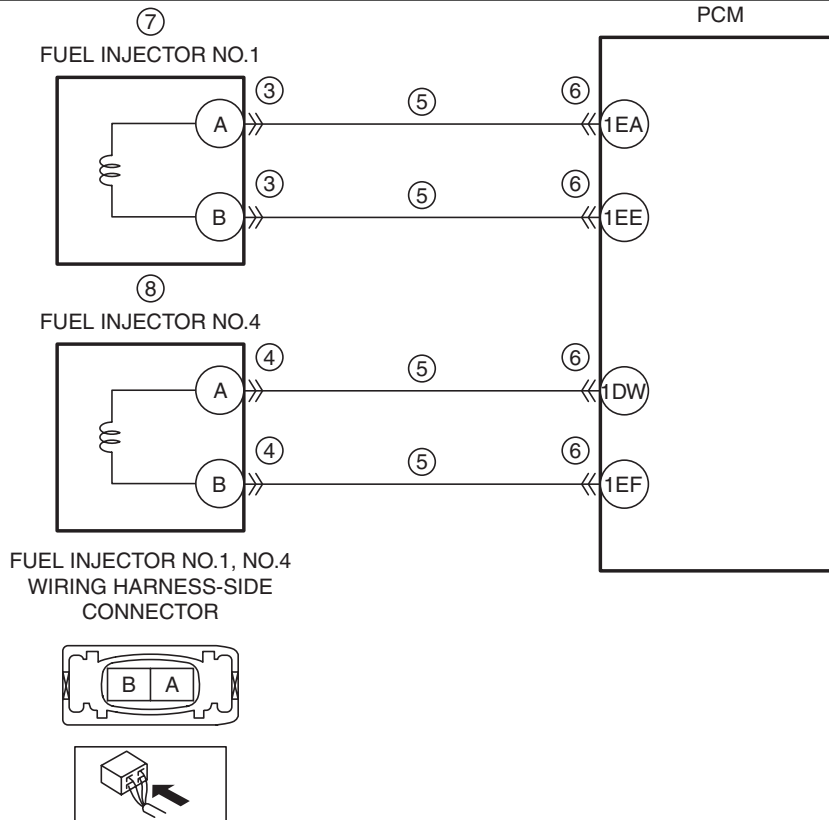 ⑦
PCM
FUEL INJECTOR NO.1
③
⑤
⑥
A
1EA
③
⑤
⑥
B
1EE
⑧
FUEL INJECTOR NO.4
④
⑤
⑥
A
1DW
④
⑤
⑥
B
1EF
FUEL INJECTOR NO.1, NO.4
WIRING HARNESS-SIDE
CONNECTOR
B A